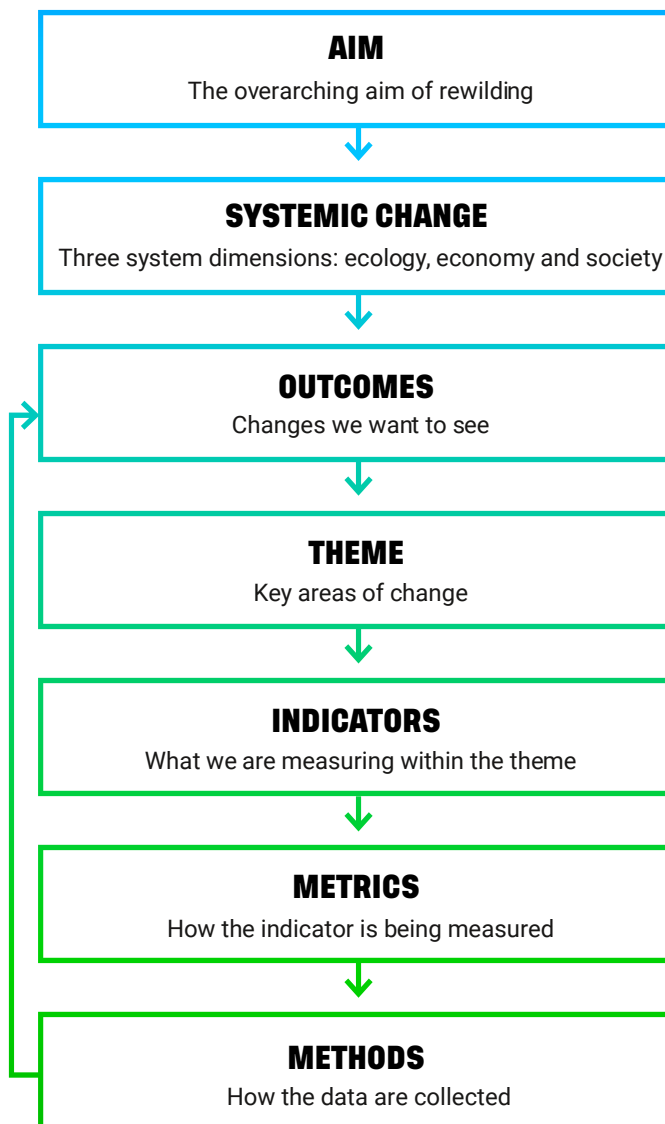 AIM
The overarching aim of rewilding
SYSTEMIC CHANGE
Three system dimensions: ecology, economy and society
OUTCOMES
Changes we want to see
THEME
Key areas of change
INDICATORS
What we are measuring within the theme
METRICS
How the indicator is being measured
METHODS
How the data are collected